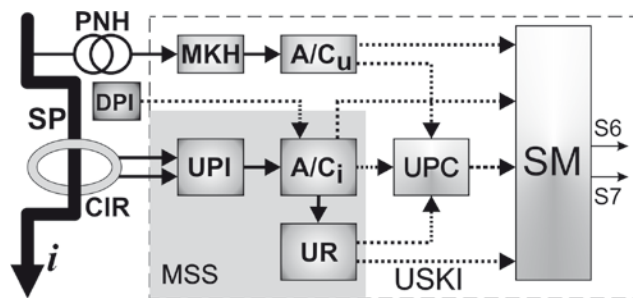 PNH
MKH
A/Cu
DPI
SP
UPI
A/Ci
UPC
SM
S6
S7
CIR
UR
i
MSS
USKI